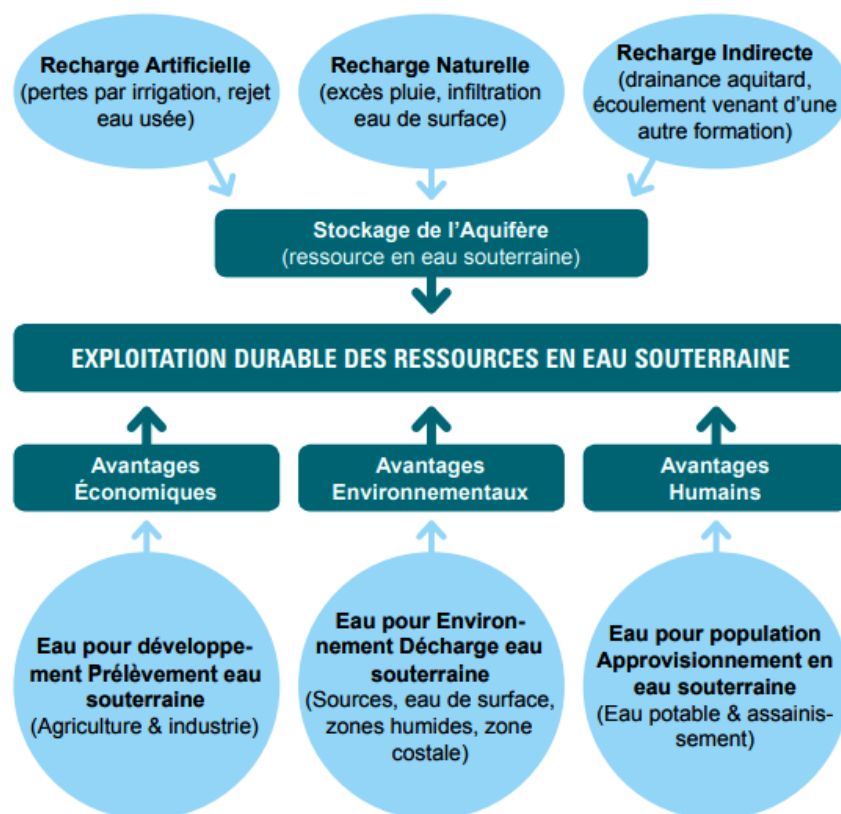 Recharge Artificielle
(pertes par irrigation, rejet
eau usée)
Recharge Naturelle
(excès pluie, infiltration
eau de surface)
Recharge Indirecte
(drainance aquitard,
écoulement venant d'une
autre formation)
Stockage de l'Aquifère
(ressource en eau souterraine)
EXPLOITATION DURABLE DES RESSOURCES EN EAU SOUTERRAINE
Avantages
Économiques
Avantages
Environnementaux
Avantages
Humains
Eau pour développe-
ment Prélèvement eau
souterraine
(Agriculture & industrie)
Eau pour Environ-
nement Décharge eau
souterraine
(Sources, eau de surface,
zones humides, zone
costale)
Eau pour population
Approvisionnement en
eau souterraine
(Eau potable & assainis-
sement)